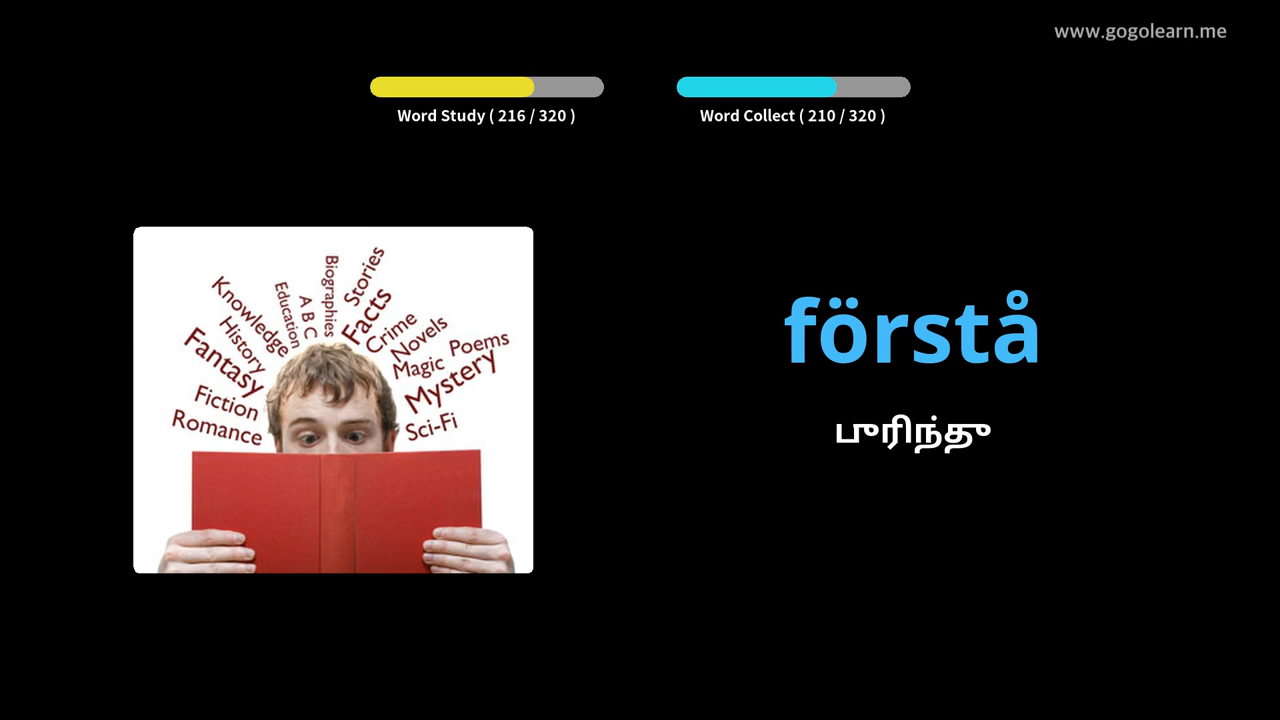 www.gogolearn.me
Word Study ( 216 / 320 )
Word Collect ( 210 / 320 )
Knowledge
Education
A B C
Biographies
Stories
Facts
History
Crime
Novels
Fantasy
Magic
Poems
Mystery
Fiction
Romance
Sci-Fi
förstå
புரிந்து